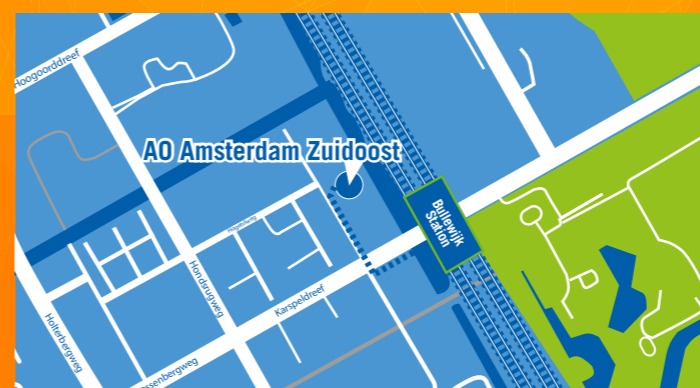 Hoogoorddreef
AO Amsterdam Zuidoost
Bullewijk
Station
Hondsrugweg
Karspeldreef
Holterbergweg